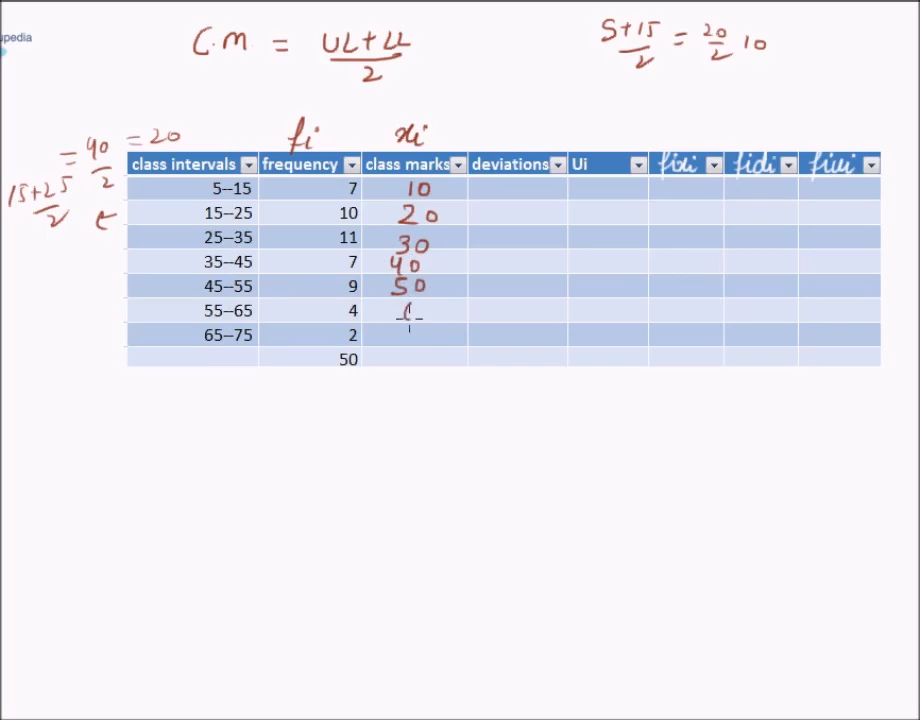 upedia
C.M = UL+LL/2
5+15/2 = 20/2 10
15+25/2 = 40/2 = 20
fi xi
class intervals frequency class marks deviations Ui fixi fidi fiui
5--15 7 10
15--25 10 20
25--35 11 30
35--45 7 40
45--55 9 50
55--65 4
65--75 2
50